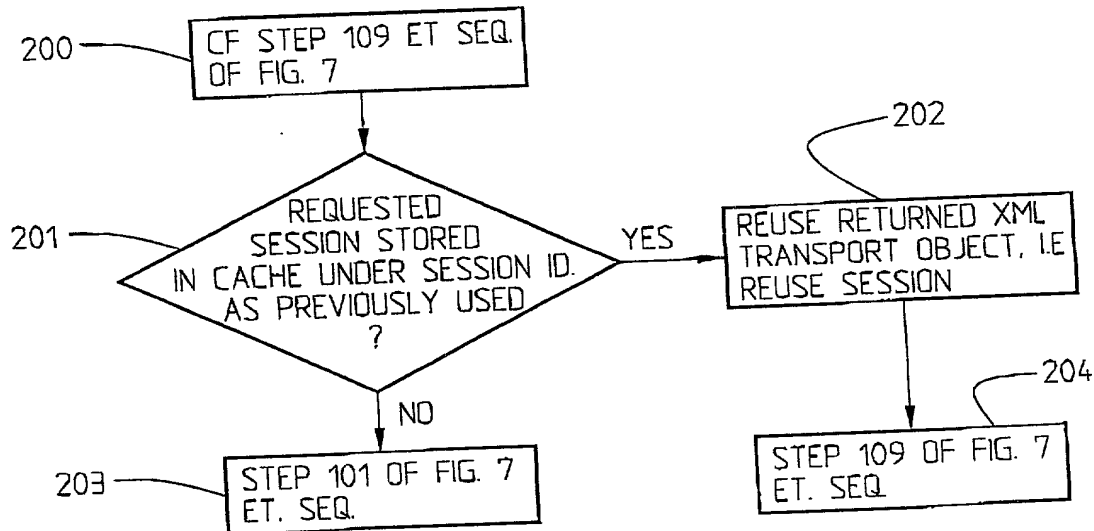 200
CF STEP 109 ET SEQ.
OF FIG. 7
202
201
REQUESTED
SESSION STORED
IN CACHE UNDER SESSION ID.
AS PREVIOUSLY USED
?
YES
REUSE RETURNED XML
TRANSPORT OBJECT, I.E
REUSE SESSION
NO
204
203
STEP 101 OF FIG. 7
ET. SEQ.
STEP 109 OF FIG. 7
ET. SEQ